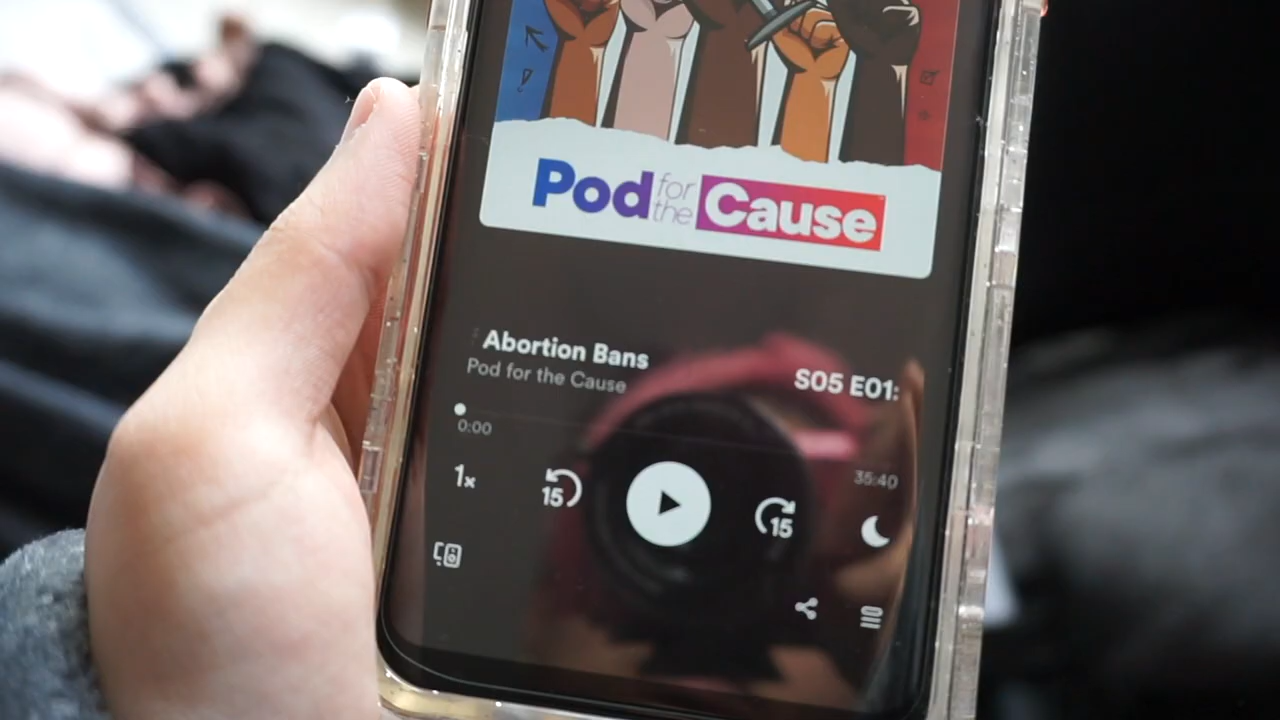 Pod for the Cause
Abortion Bans
S05 E01:
Pod for the Cause
0:00
35:40
1x
15
15